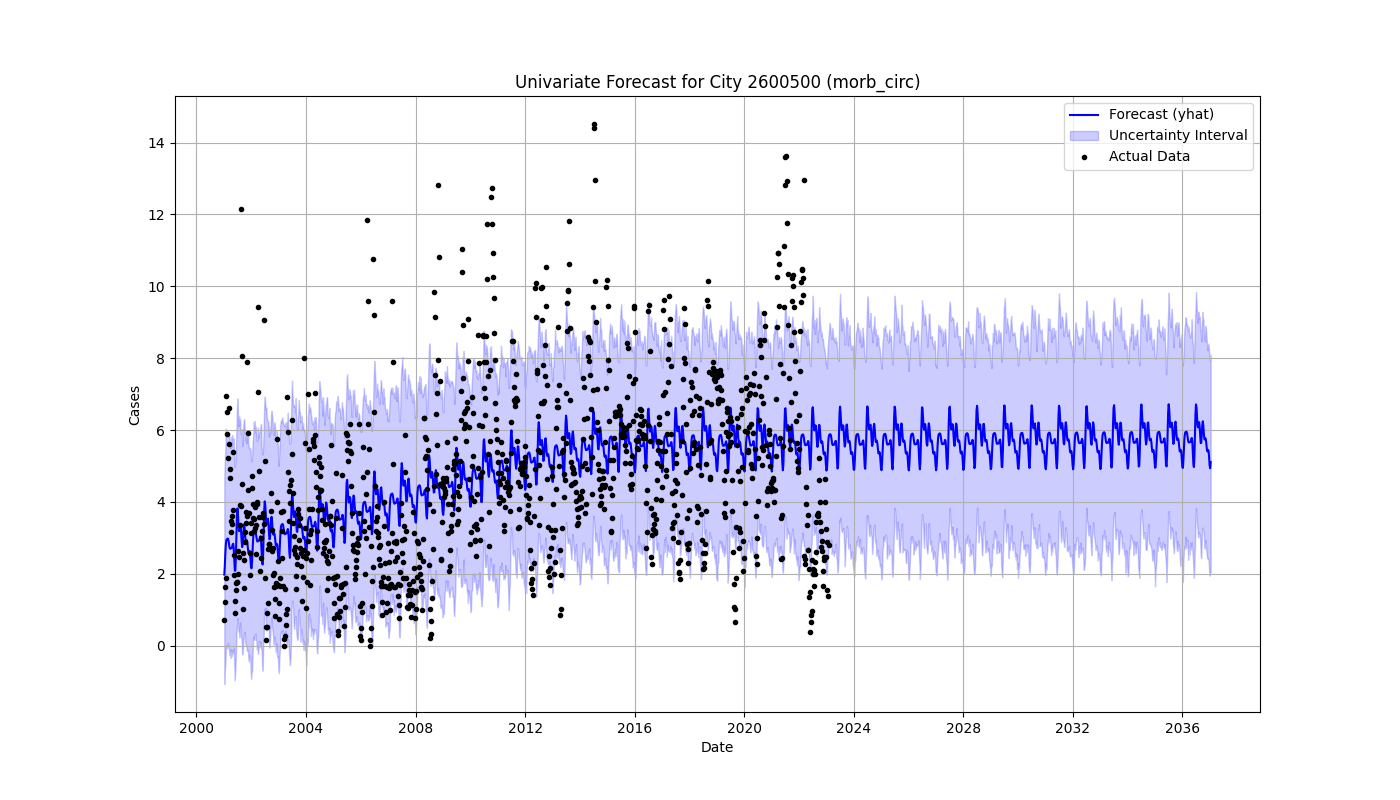 Univariate Forecast for City 2600500 (morb_circ)
Forecast (yhat)
Uncertainty Interval
Actual Data
Cases
14
12
10
8
6
4
2
0
2000 2004 2008 2012 2016 2020 2024 2028 2032 2036
Date